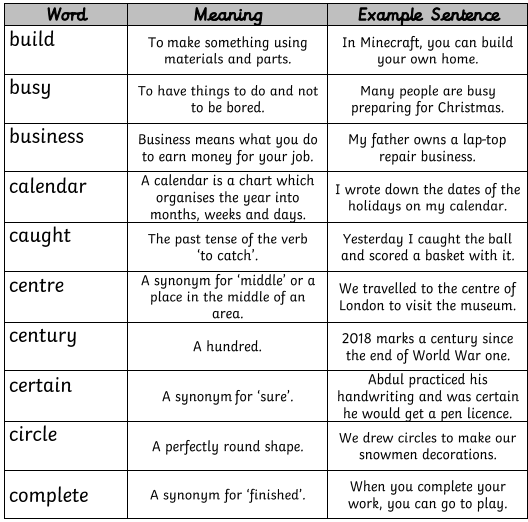 Word Meaning Example Sentence
build
To make something using
materials and parts.
In Minecraft, you can build
your own home.
busy
To have things to do and not
to be bored.
Many people are busy
preparing for Christmas.
business
Business means what you do
to earn money for your job.
My father owns a lap-top
repair business.
calendar
A calendar is a chart which
organises the year into
months, weeks and days.
I wrote down the dates of the
holidays on my calendar.
caught
The past tense of the verb
'to catch'.
Yesterday I caught the ball
and scored a basket with it.
centre
A synonym for 'middle' or a
place in the middle of an
area.
We travelled to the centre of
London to visit the museum.
century
A hundred.
2018 marks a century since
the end of World War one.
certain
A synonym for 'sure'.
Abdul practiced his
handwriting and was certain
he would get a pen licence.
circle
A perfectly round shape.
We drew circles to make our
snowmen decorations.
complete
A synonym for 'finished'.
When you complete your
work, you can go to play.